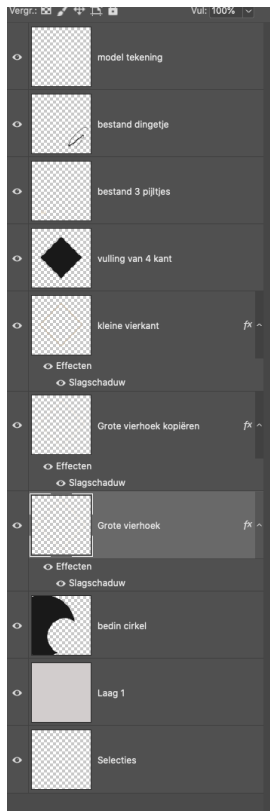 Vergr.: Vul: 100%
model tekening
bestand dingetje
bestand 3 pijltjes
vulling van 4 kant
kleine vierkant fx
Effecten
Slagschaduw
Grote vierhoek kopiëren fx
Effecten
Slagschaduw
Grote vierhoek fx
Effecten
Slagschaduw
bedin cirkel
Laag 1
Selecties